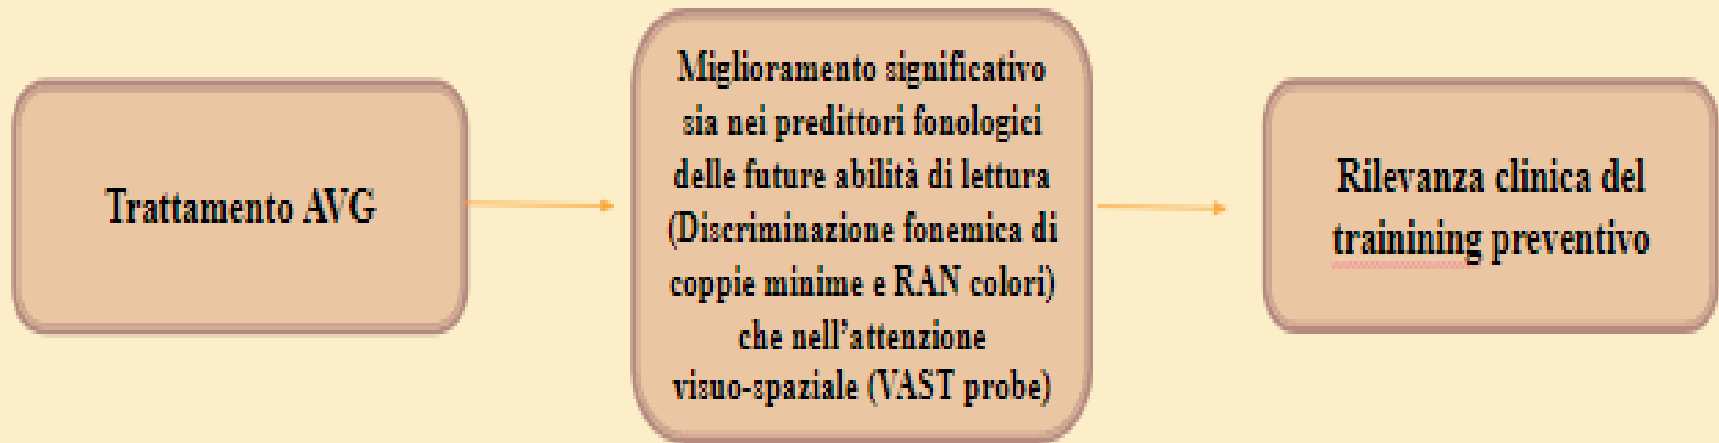 Trattamento AVG
Miglioramento significativo
sia nei predittori fonologici
delle future abilità di lettura
(Discriminazione fonemica di
coppie minime e RAN colori)
che nell'attenzione
visuo-spaziale (VAST probe)
Rilevanza clinica del
trainining preventivo